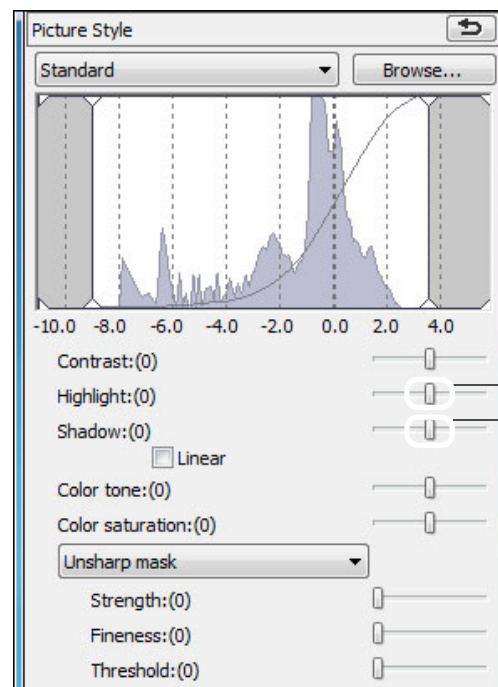 Picture Style
Standard Browse...
-10.0 -8.0 -6.0 -4.0 -2.0 0.0 2.0 4.0
Contrast:(0)
Highlight:(0)
Shadow:(0)
Linear
Color tone:(0)
Color saturation:(0)
Unsharp mask
Strength:(0)
Fineness:(0)
Threshold:(0)